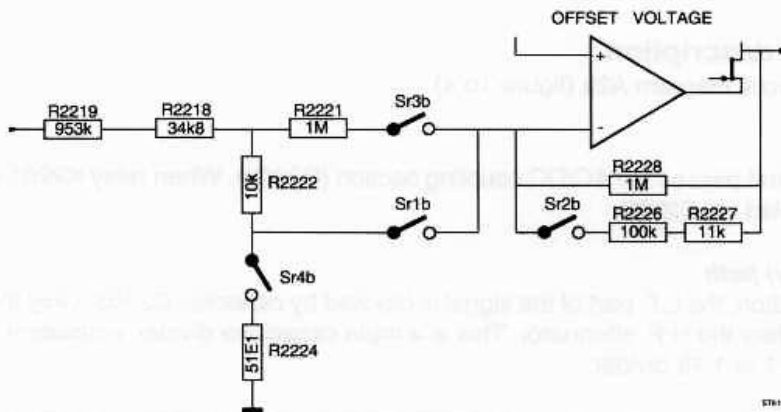 OFFSET VOLTAGE
+
-
R2219
953k
R2218
34k8
R2221
1M
Sr3b
10k
R2222
R2228
1M
Sr1b
Sr2b
R2226
100k
R2227
11k
Sr4b
51E1
R2224